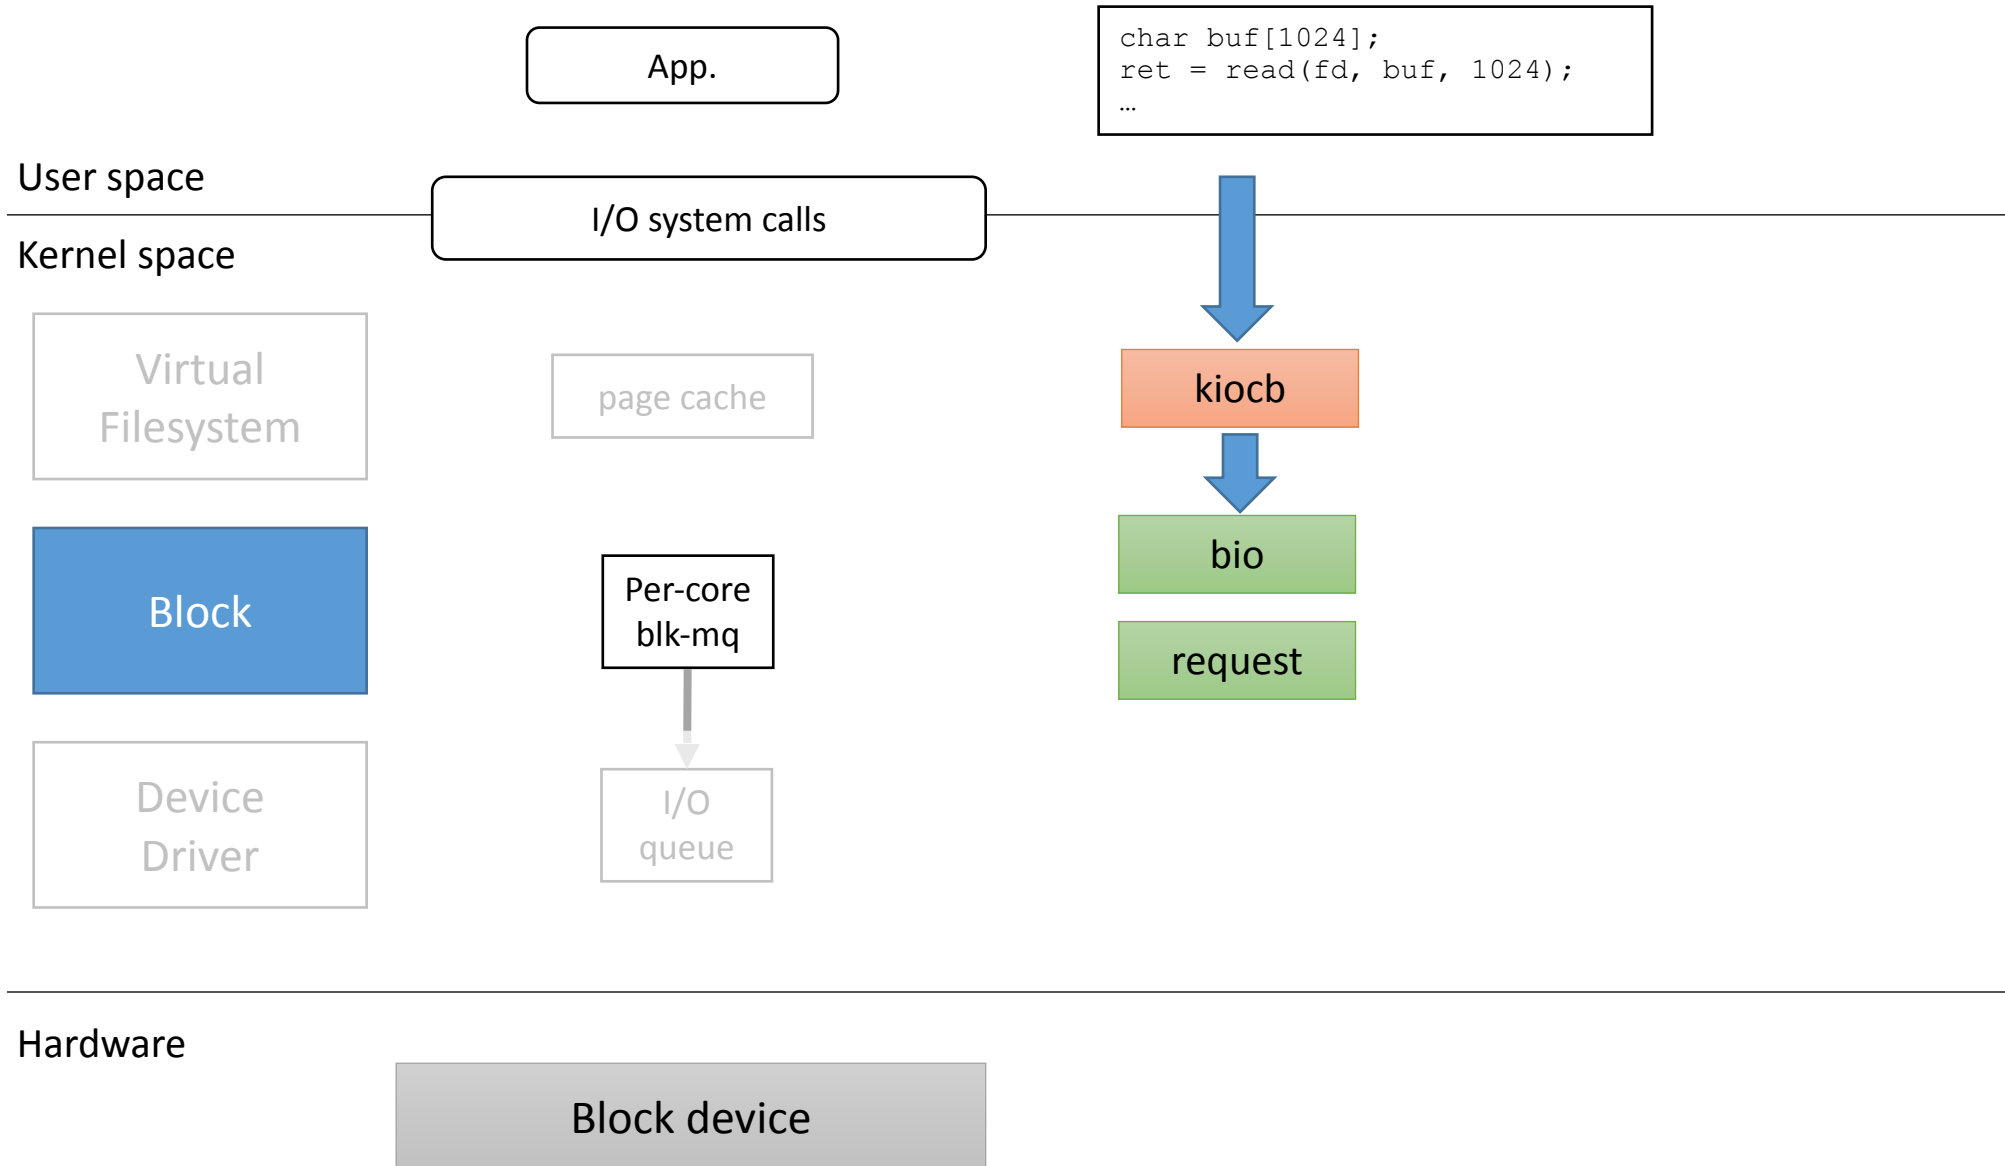 App.
char buf[1024];
ret = read(fd, buf, 1024);
…
User space
I/O system calls
Kernel space
Virtual
Filesystem
page cache
kiocb
Block
Per-core
blk-mq
bio
request
Device
Driver
I/O
queue
Hardware
Block device